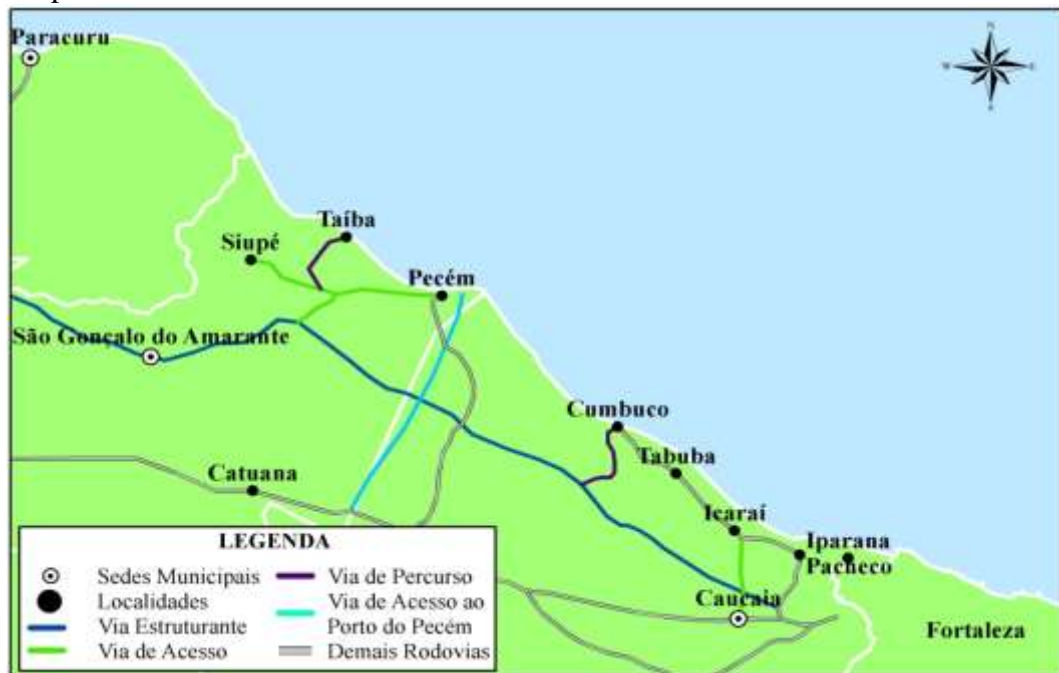 Paracuru
N
W
E
S
Taíba
Siupé
Pecém
São Gonçalo do Amarante
Cumbuco
Tabuba
Catuana
Icaraí
Iparana
Pacheco
Caucaia
Fortaleza
LEGENDA
Sedes Municipais
Localidades
Via Estruturante
Via de Acesso
Via de Percurso
Via de Acesso ao
Porto do Pecém
Demais Rodovias